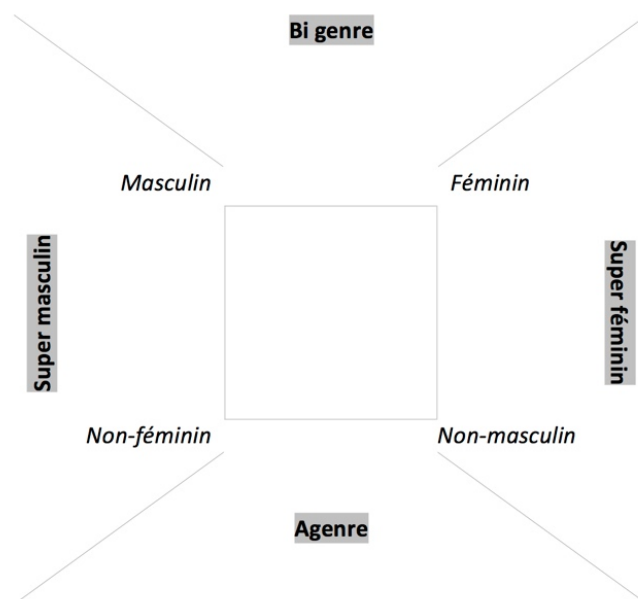 Bi genre
Masculin
Féminin
Super masculin
Super féminin
Non-féminin
Non-masculin
Agenre